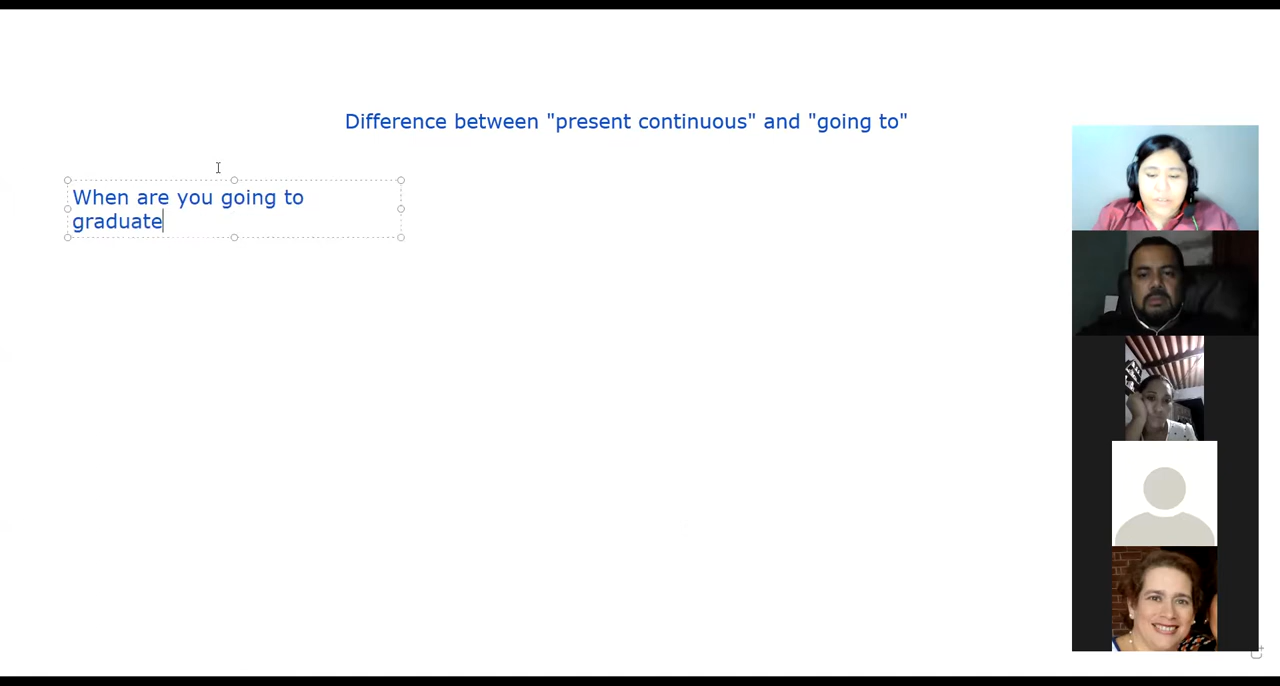 Difference between "present continuous" and "going to"
When are you going to
graduate